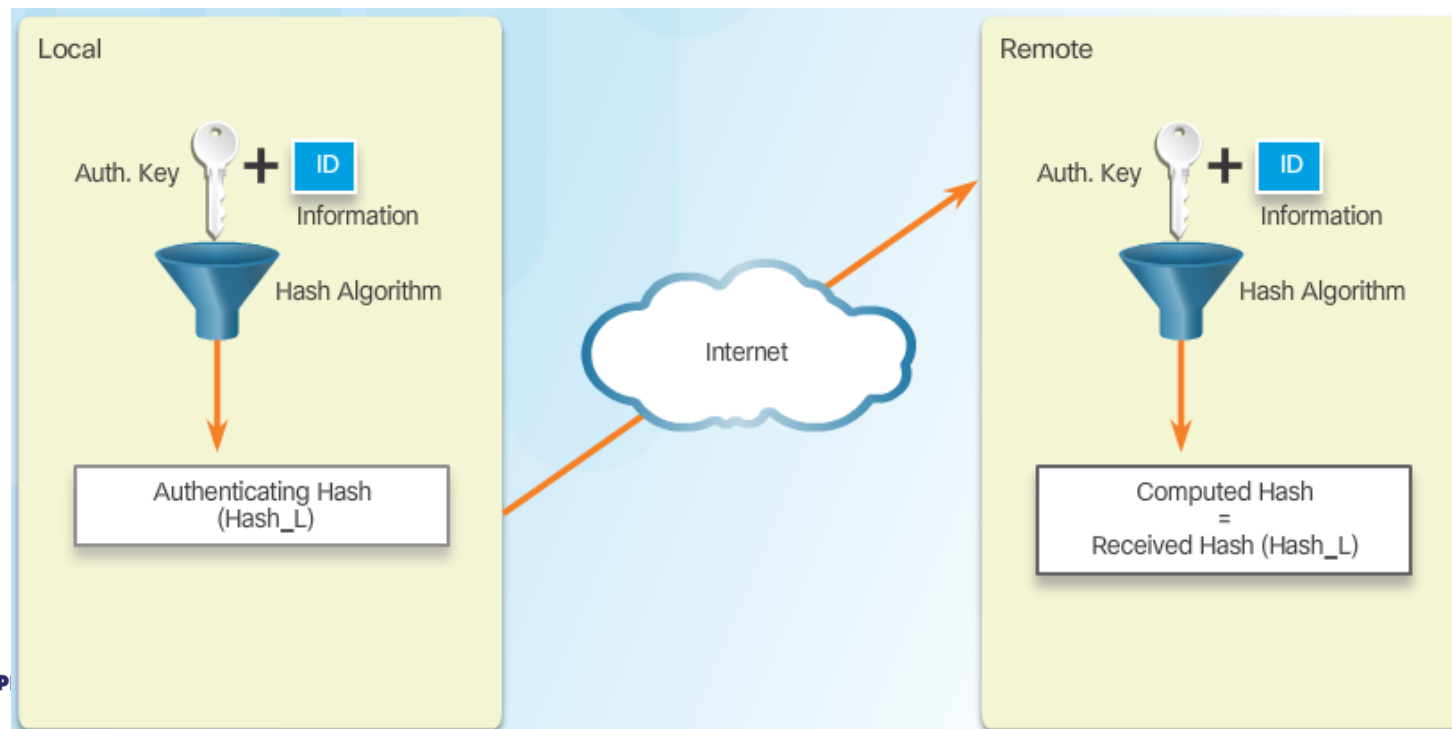 Local
Auth. Key
+
ID
Information
Hash Algorithm
Authenticating Hash
(Hash_L)
Internet
Remote
Auth. Key
+
ID
Information
Hash Algorithm
Computed Hash
=
Received Hash (Hash_L)